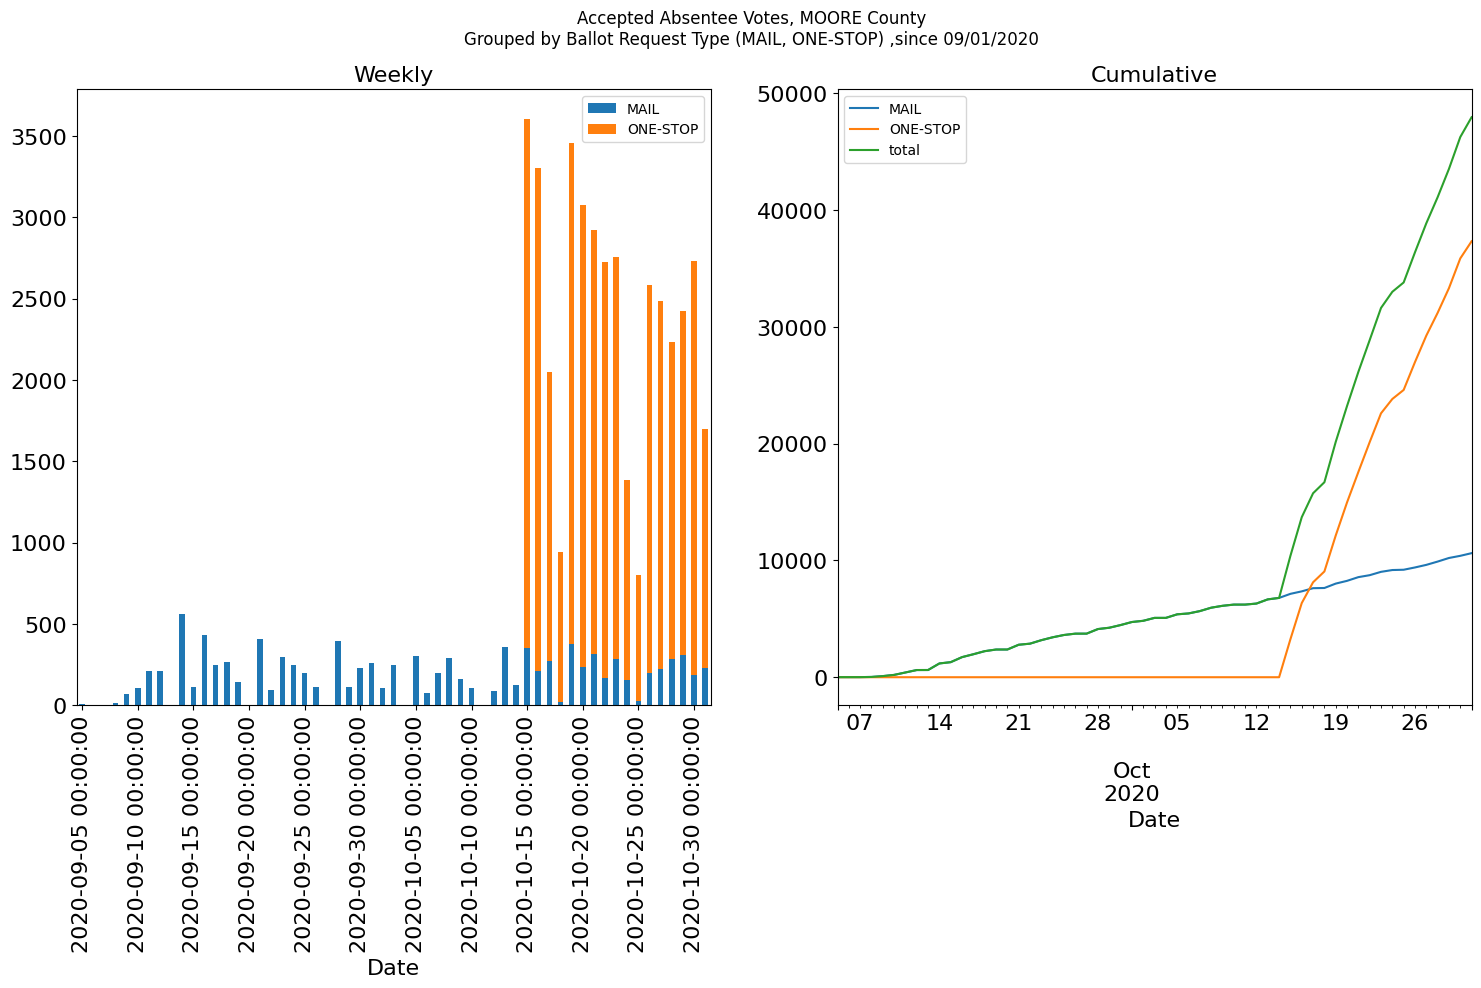 Accepted Absentee Votes, MOORE County
Grouped by Ballot Request Type (MAIL, ONE-STOP) ,since 09/01/2020
Weekly
MAIL
ONE-STOP
3500
3000
2500
2000
1500
1000
500
0
2020-09-05 00:00:00
2020-09-10 00:00:00
2020-09-15 00:00:00
2020-09-20 00:00:00
2020-09-25 00:00:00
2020-09-30 00:00:00
2020-10-05 00:00:00
2020-10-10 00:00:00
2020-10-15 00:00:00
2020-10-20 00:00:00
2020-10-25 00:00:00
2020-10-30 00:00:00
Date
Cumulative
MAIL
ONE-STOP
total
50000
40000
30000
20000
10000
0
07 14 21 28 05 12 19 26
Oct
2020
Date